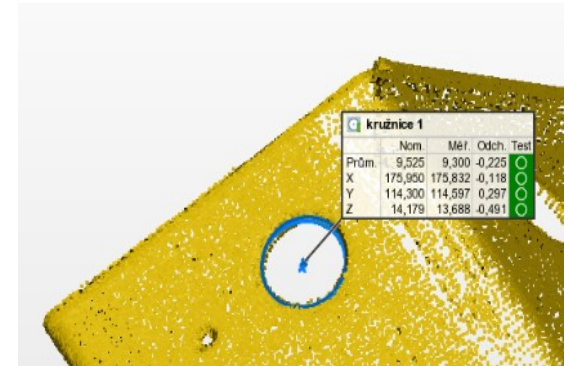 kružnice 1
Nom. Měř. Odch. Test
Prům. 9,525 9,300 -0,225
X 175,950 175,832 -0,118
Y 114,300 114,597 0,297
Z 14,179 13,688 -0,491